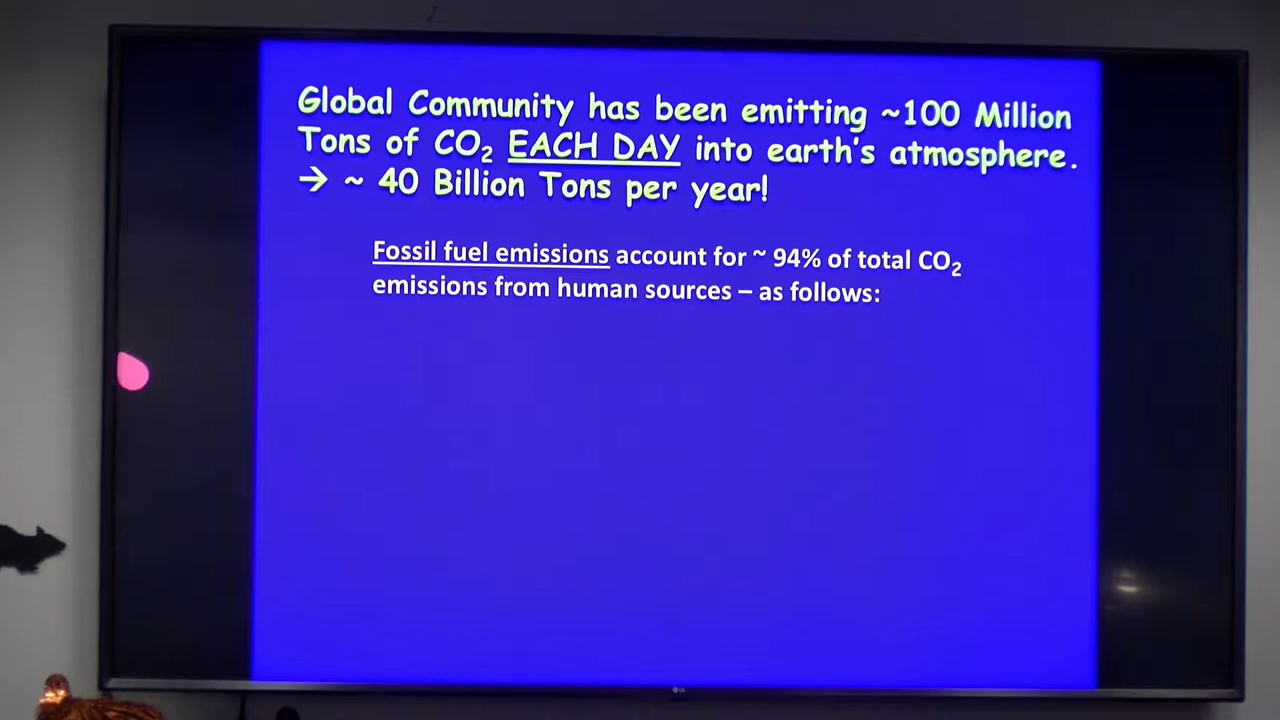 Global Community has been emitting ~100 Million
Tons of CO₂ EACH DAY into earth's atmosphere.
→ ~ 40 Billion Tons per year!
Fossil fuel emissions account for ~ 94% of total CO₂
emissions from human sources – as follows:
LG